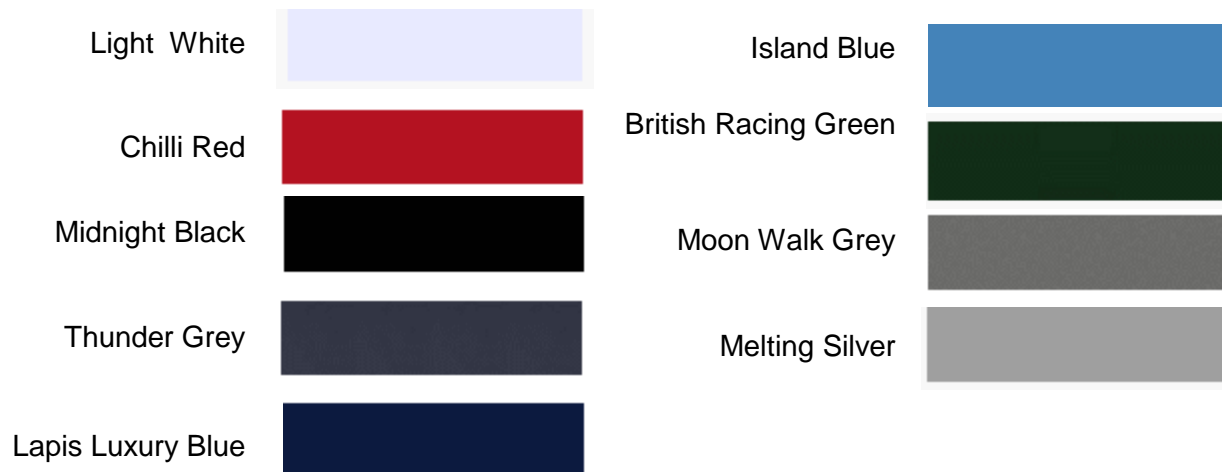 Light White
Chilli Red
Midnight Black
Thunder Grey
Lapis Luxury Blue
Island Blue
British Racing Green
Moon Walk Grey
Melting Silver